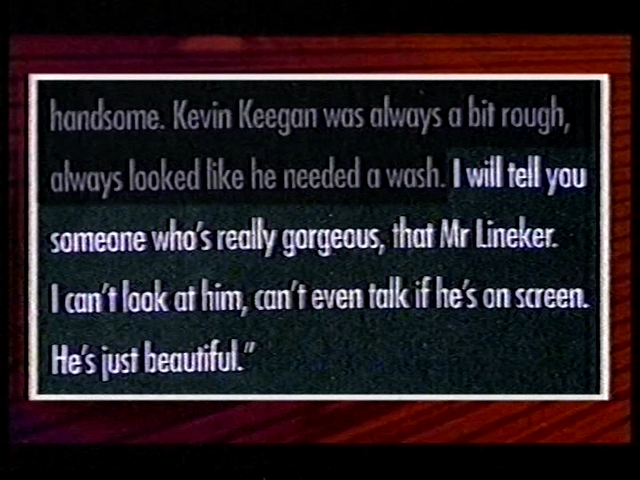 handsome. Kevin Keegan was always a bit rough,
always looked like he needed a wash. I will tell you
someone who's really gorgeous, that Mr Lineker.
I can't look at him, can't even talk if he's on screen.
He's just beautiful."